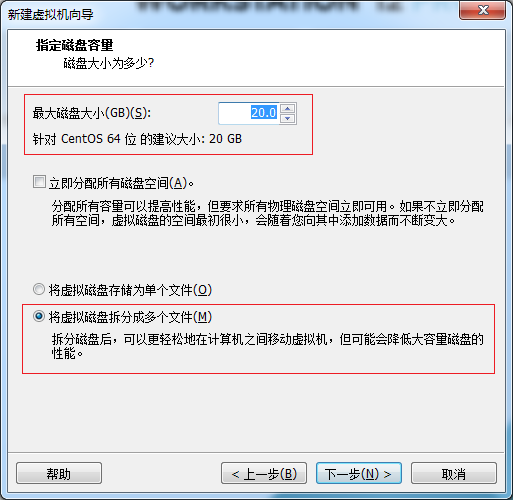 WORKSTATION 12 PRO
新建虚拟机向导
指定磁盘容量
磁盘大小为多少?
最大磁盘大小(GB)(S): 20.0
针对 CentOS 64 位 的建议大小: 20 GB
立即分配所有磁盘空间(A)。
分配所有容量可以提高性能，但要求所有物理磁盘空间立即可用。如果不立即分配
所有空间，虚拟磁盘的空间最初很小，会随着您向其中添加数据而不断变大。
将虚拟磁盘存储为单个文件(O)
将虚拟磁盘拆分成多个文件(M)
拆分磁盘后，可以更轻松地在计算机之间移动虚拟机，但可能会降低大容量磁盘的
性能。
帮助 < 上一步(B) 下一步(N) > 取消